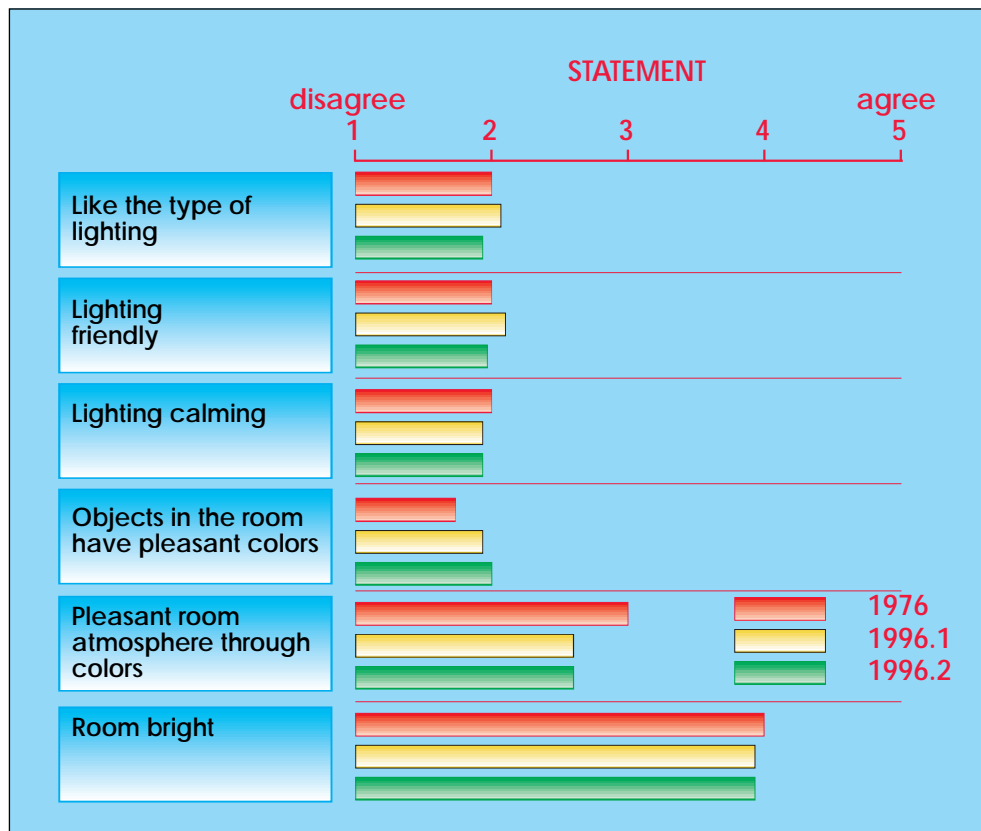 STATEMENT
disagree agree
1 2 3 4 5
Like the type of
lighting
Lighting
friendly
Lighting calming
Objects in the room
have pleasant colors
Pleasant room
atmosphere through
colors
1976
1996.1
1996.2
Room bright